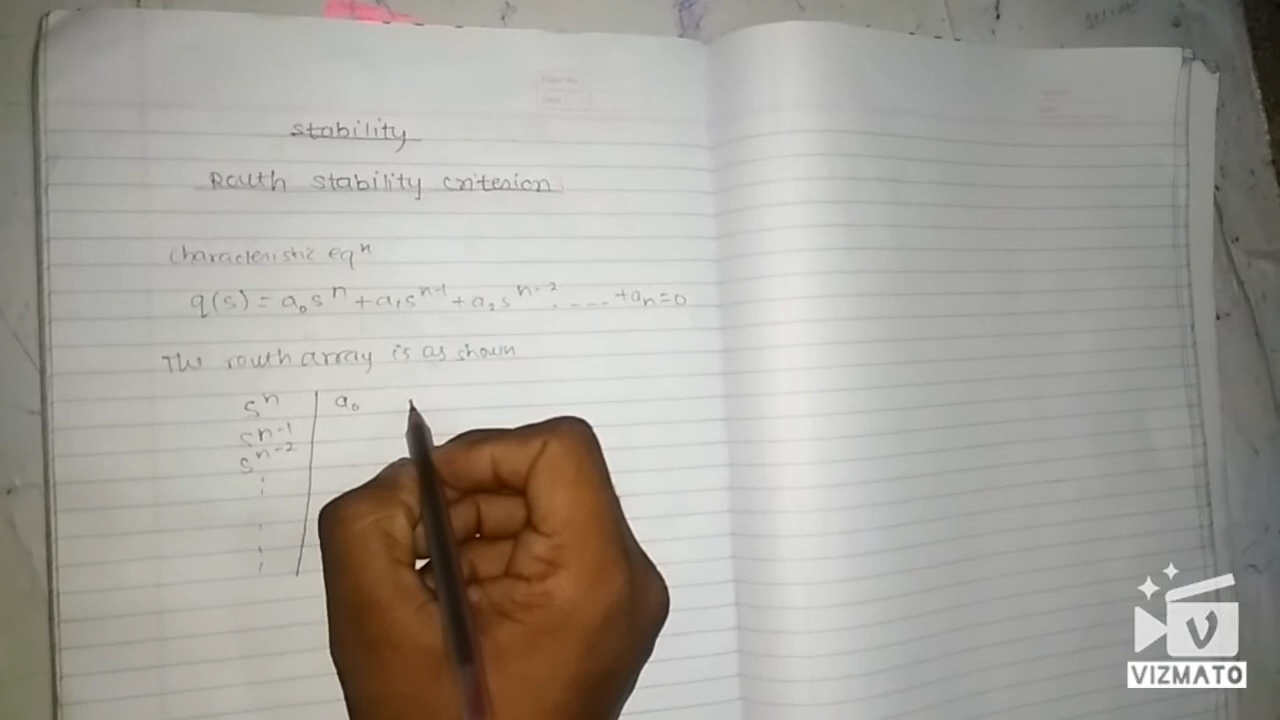 Stability
Routh stability criterion
Characteristic eqⁿ
q(s) = a₀sⁿ + a₁sⁿ⁻¹ + a₂sⁿ⁻² . ---- + aₙ = 0
The routh array is as shown
sⁿ | a₀
sⁿ⁻¹
sⁿ⁻²
VIZMATO